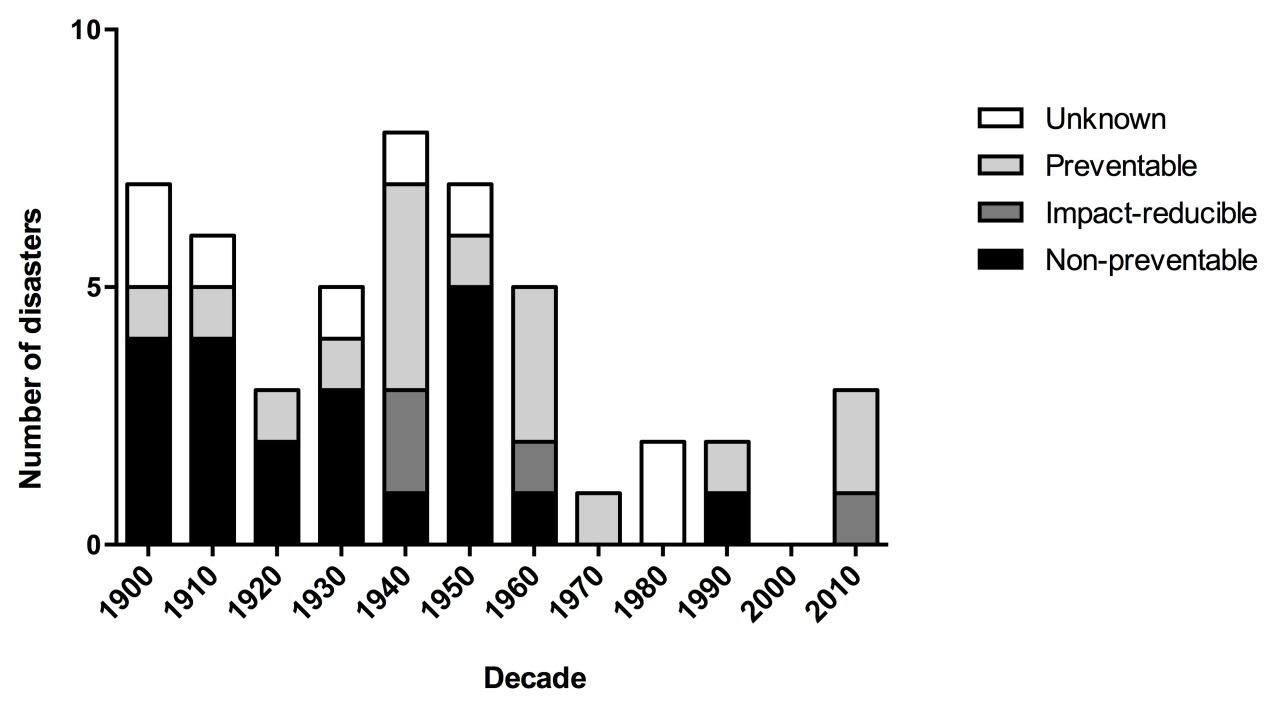 10
5
0
Number of disasters
1900
1910
1920
1930
1940
1950
1960
1970
1980
1990
2000
2010
Decade
Unknown
Preventable
Impact-reducible
Non-preventable